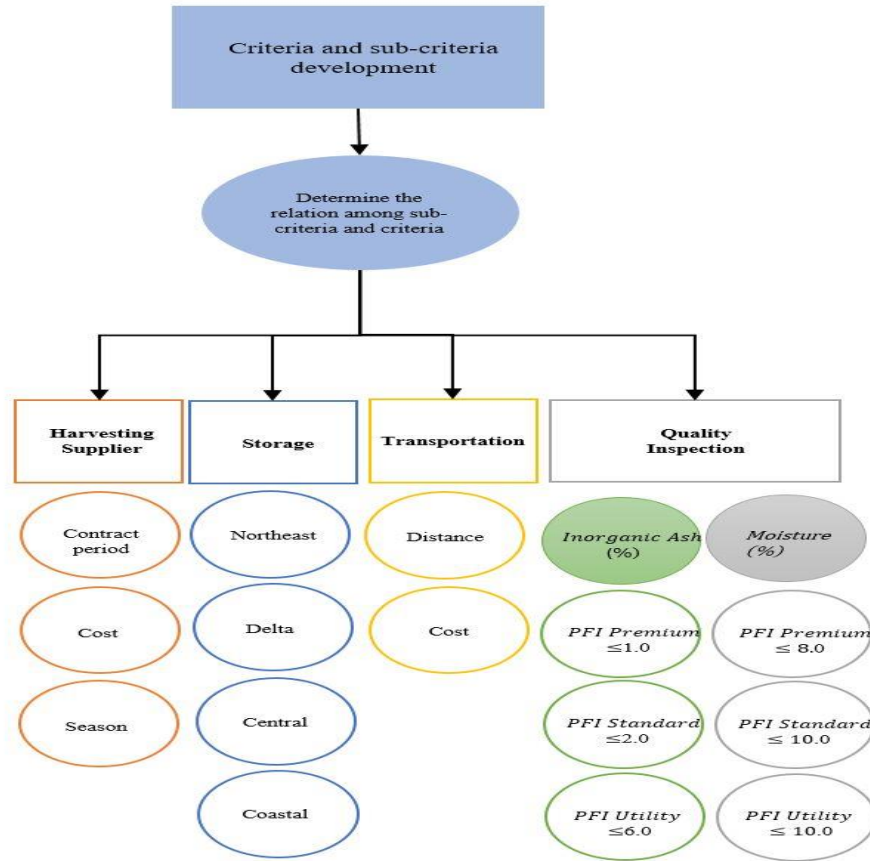 Criteria and sub-criteria
development
Determine the
relation among sub-
criteria and criteria
Harvesting
Supplier
Storage
Transportation
Quality
Inspection
Contract
period
Northeast
Distance
Inorganic Ash
(%)
Moisture
(%)
Cost
Delta
Cost
PFI Premium
≤1.0
PFI Premium
≤ 8.0
Season
Central
PFI Standard
≤2.0
PFI Standard
≤ 10.0
Coastal
PFI Utility
≤6.0
PFI Utility
≤ 10.0